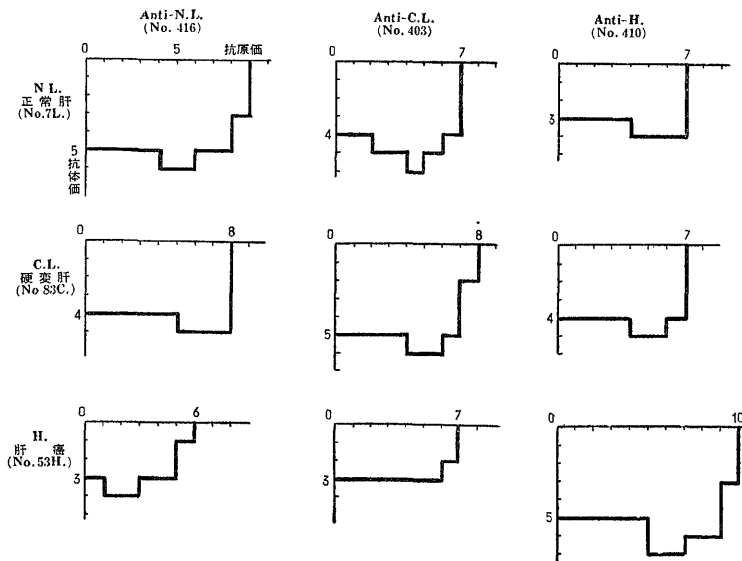 Anti-N.L.
(No. 416)
Anti-C.L.
(No. 403)
Anti-H.
(No. 410)
0 5 抗原価
0 7
0 7
N L.
正常肝
(No.7L.)
5
抗体価
4
3
0 8
0 8
0 7
C.L.
硬変肝
(No 83C.)
4
5
4
0 6
0 7
0 10
H.
肝癌
(No.53H.)
3
3
5